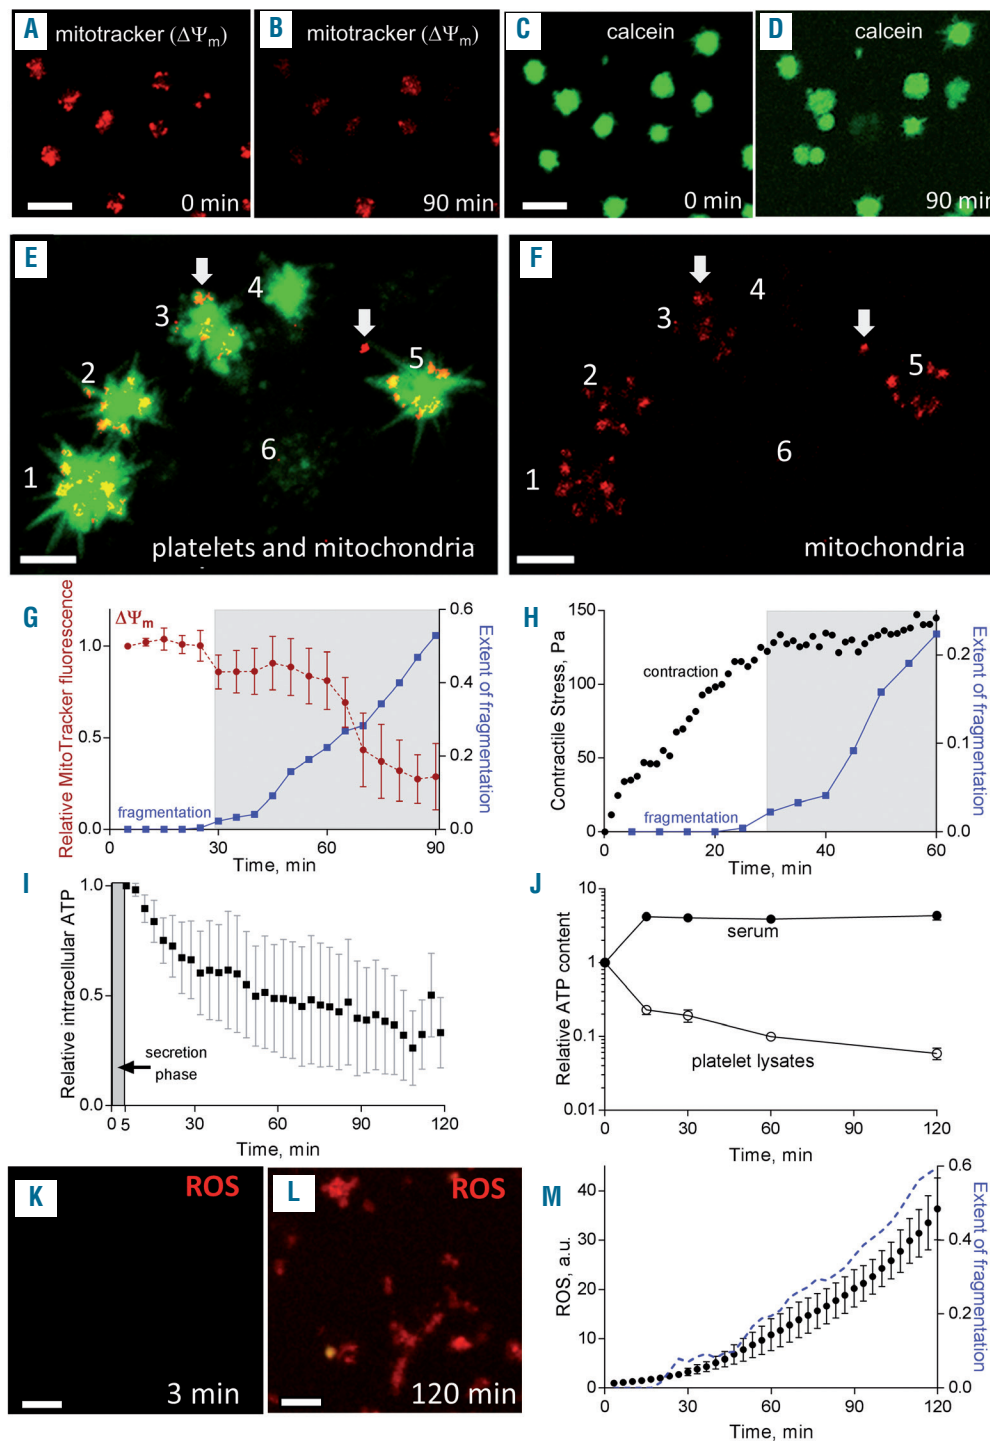 A
mitotracker (ΔΨm)
0 min
B
mitotracker (ΔΨm)
90 min
C
calcein
0 min
D
calcein
90 min
E
1
2
3
4
5
6
platelets and mitochondria
F
1
2
3
4
5
6
mitochondria
G
Relative MitoTracker fluorescence
1.0
0.5
0.0
ΔΨm
fragmentation
0.6
0.4
0.2
0.0
Extent of fragmentation
0
30
60
90
Time, min
H
Contractile Stress, Pa
150
100
50
0
contraction
fragmentation
0.2
0.1
0.0
Extent of fragmentation
0
20
40
60
Time, min
I
Relative intracellular ATP
1.0
0.5
0.0
secretion
phase
0
5
30
60
90
120
Time, min
J
Relative ATP content
10
1
0.1
0.01
serum
platelet lysates
0
30
60
90
120
Time, min
K
ROS
3 min
L
ROS
120 min
M
ROS, a.u.
40
30
20
10
0
0.6
0.4
0.2
0.0
Extent of fragmentation
0
30
60
90
120
Time, min